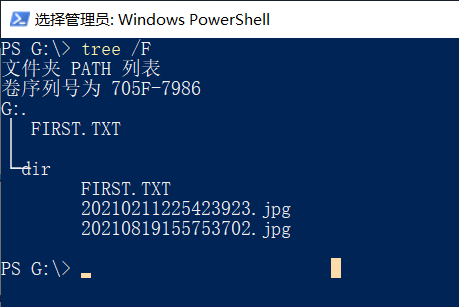 选择管理员: Windows PowerShell
PS G:\> tree /F
文件夹 PATH 列表
卷序列号为 705F-7986
G:.
│  FIRST.TXT
│
└─dir
        FIRST.TXT
        20210211225423923.jpg
        20210819155753702.jpg
PS G:\>